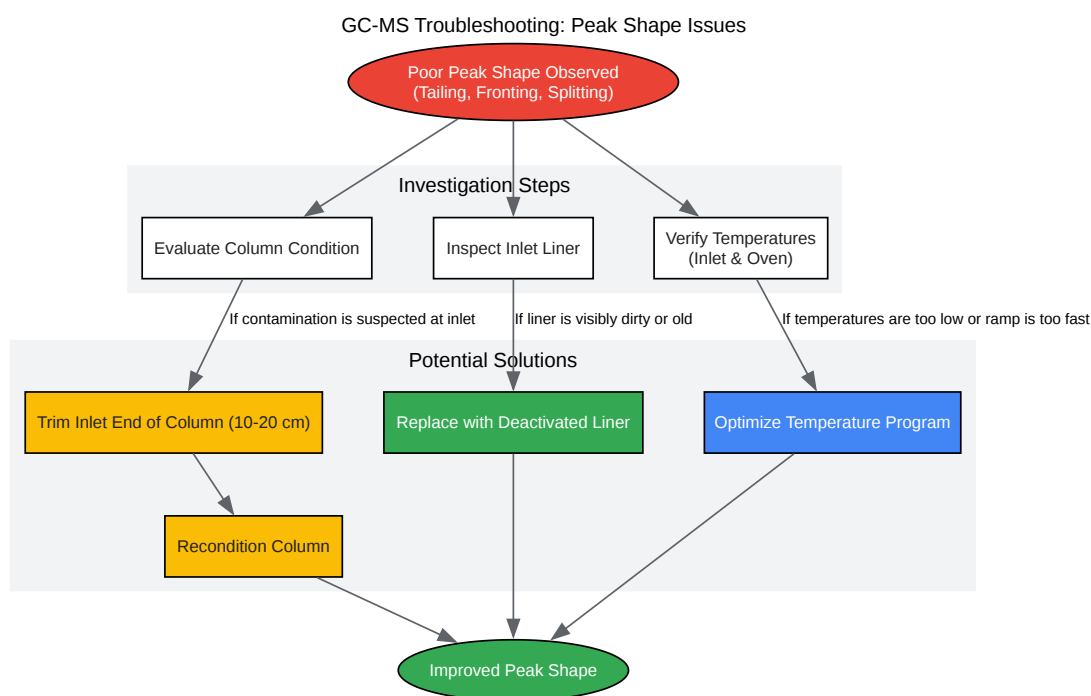 GC-MS Troubleshooting: Peak Shape Issues
Poor Peak Shape Observed
(Tailing, Fronting, Splitting)
Investigation Steps
Evaluate Column Condition
Inspect Inlet Liner
Verify Temperatures
(Inlet & Oven)
If contamination is suspected at inlet
If liner is visibly dirty or old
If temperatures are too low or ramp is too fast
Potential Solutions
Trim Inlet End of Column (10-20 cm)
Replace with Deactivated Liner
Optimize Temperature Program
Recondition Column
Improved Peak Shape